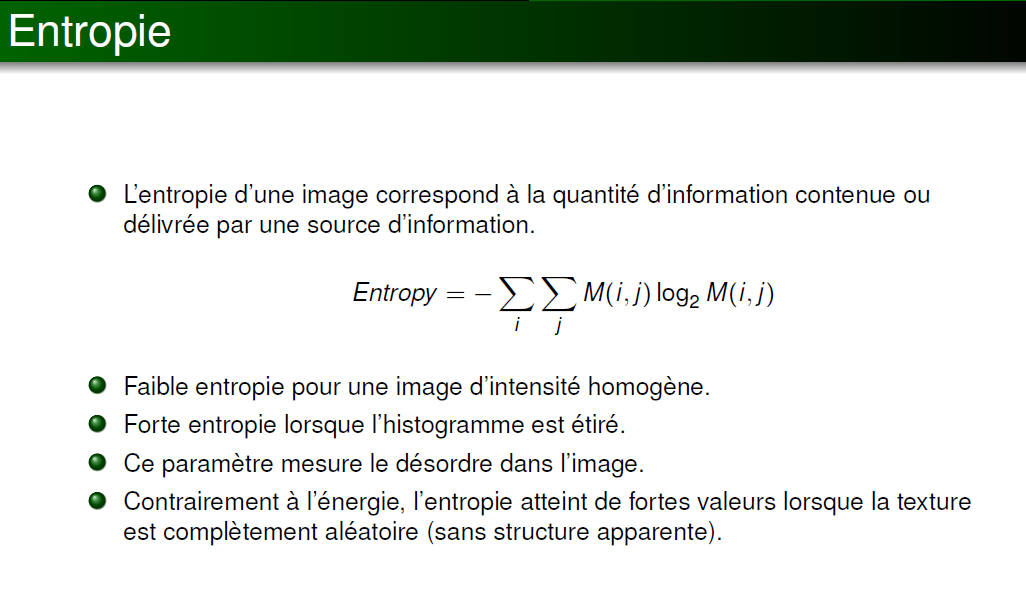 Entropie
L'entropie d'une image correspond à la quantité d'information contenue ou
délivrée par une source d'information.
Entropy = − ∑_i ∑_j M(i, j) log₂ M(i, j)
Faible entropie pour une image d'intensité homogène.
Forte entropie lorsque l'histogramme est étiré.
Ce paramètre mesure le désordre dans l'image.
Contrairement à l'énergie, l'entropie atteint de fortes valeurs lorsque la texture
est complètement aléatoire (sans structure apparente).